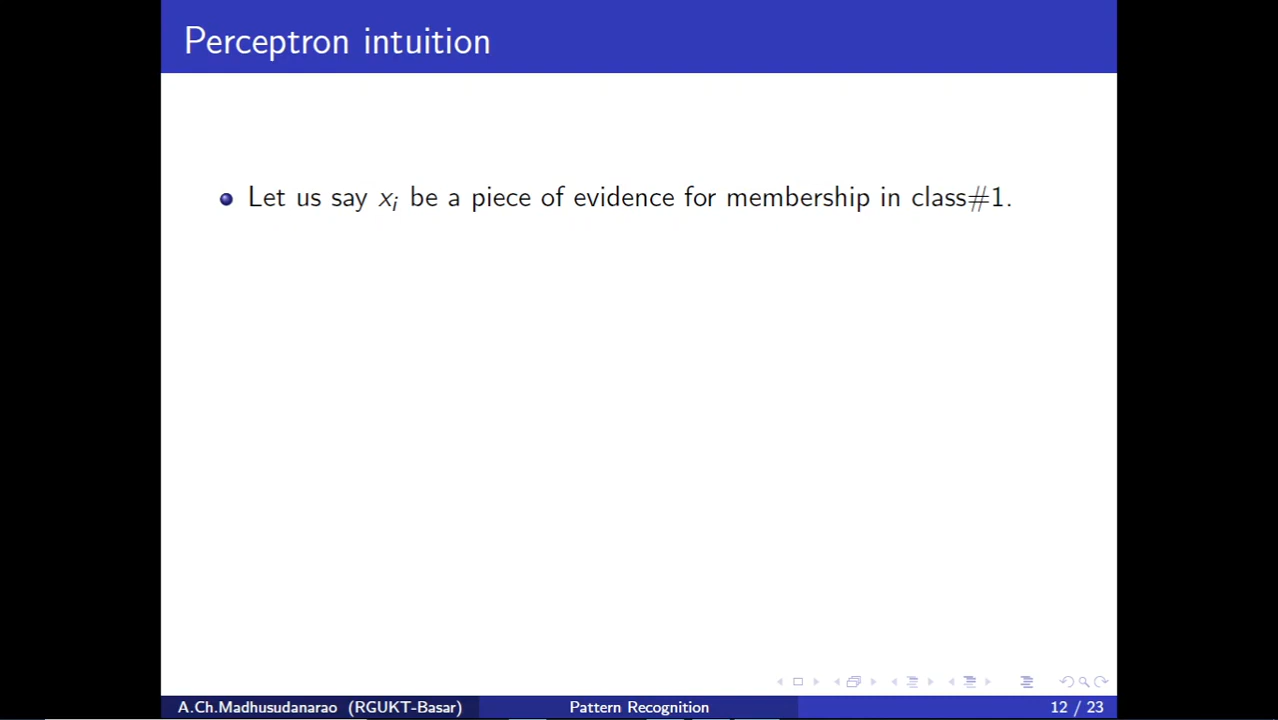 Perceptron intuition
Let us say xᵢ be a piece of evidence for membership in class#1.
A.Ch.Madhusudanarao (RGUKT-Basar) Pattern Recognition 12 / 23